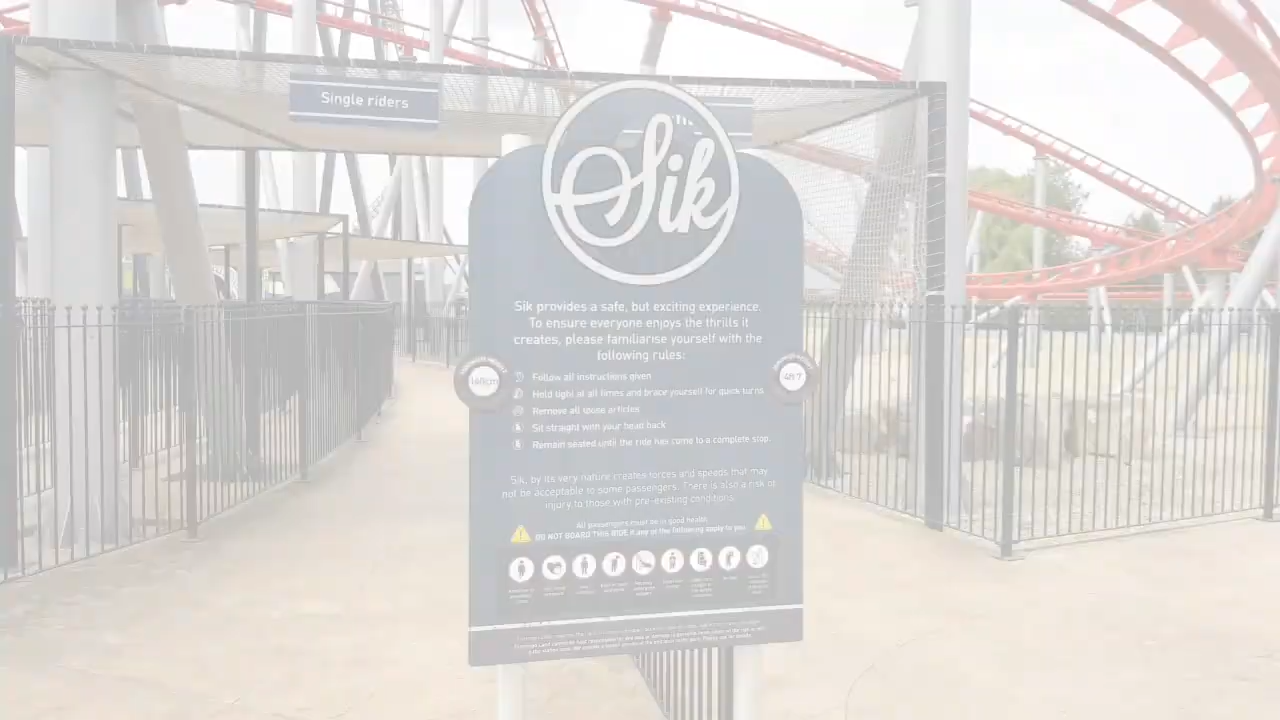 Single riders
Sik
Sik provides a safe, but exciting experience.
To ensure everyone enjoys the thrills it
creates, please familiarise yourself with the
following rules:
140cm
Follow all instructions given
Hold tight at all times and brace yourself for quick turns
Remove all loose articles
Sit straight with your head back
Remain seated until the ride has come to a complete stop.
Sik, by its very nature creates forces and speeds that may
not be acceptable to some passengers. There is also a risk of
injury to those with pre-existing conditions.
All passengers must be in good health.
DO NOT BOARD THIS RIDE if any of the following apply to you.